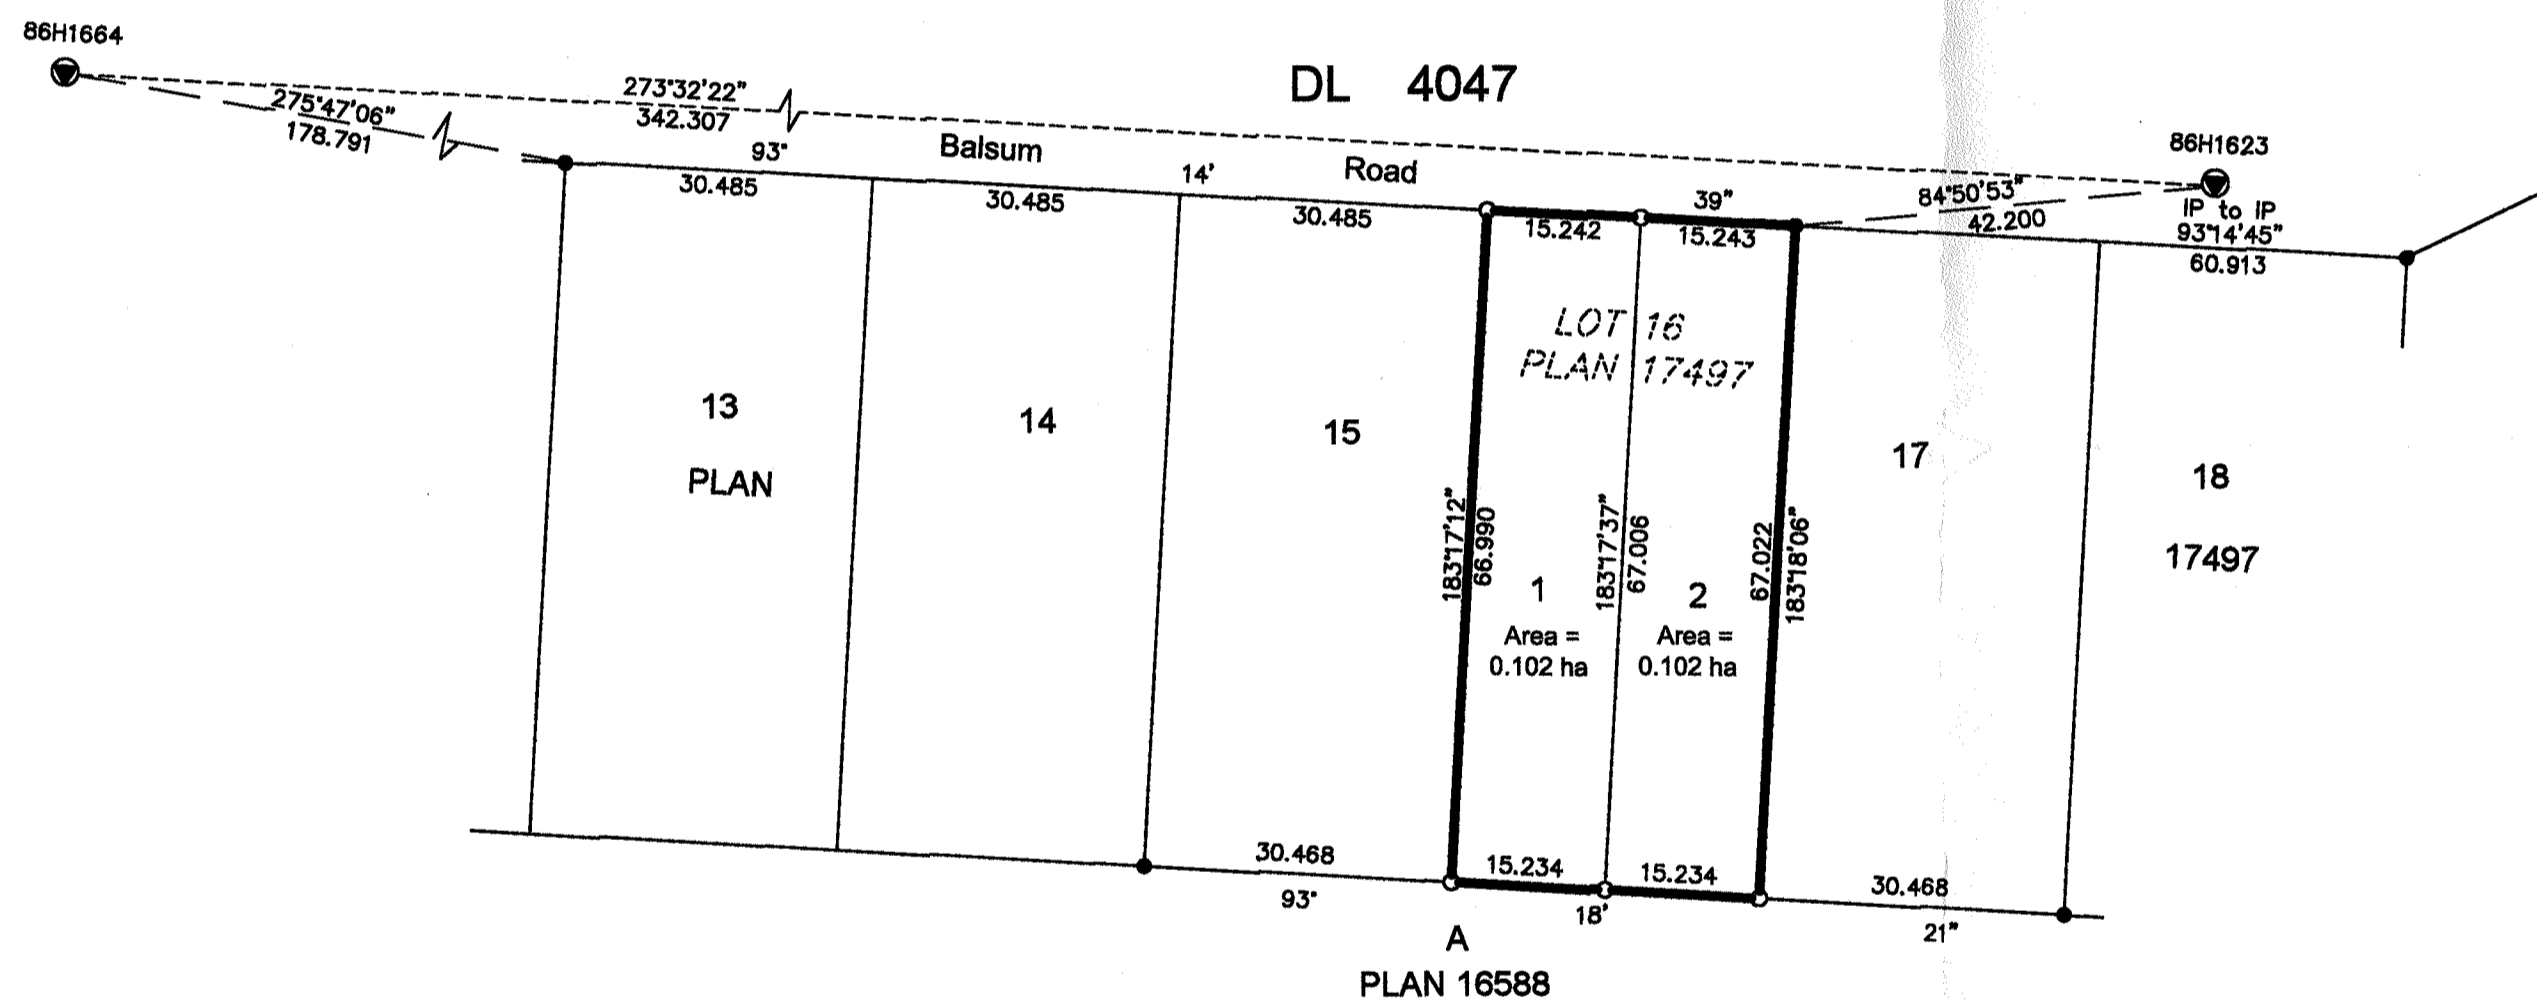 86H1664
DL 4047
273°32'22"
342.307
275°47'06"
178.791
93° 14' 39"
Balsum Road
86H1623
84°50'53"
42.200
IP to IP
93°14'45"
60.913
30.485
30.485
30.485
15.242
15.243
LOT 16
PLAN 17497
13
14
15
17
18
PLAN
17497
183°17'12"
66.990
183°17'37"
67.006
67.022
183°18'06"
1
Area =
0.102 ha
2
Area =
0.102 ha
30.468
15.234
15.234
30.468
93° 18' 21"
A
PLAN 16588